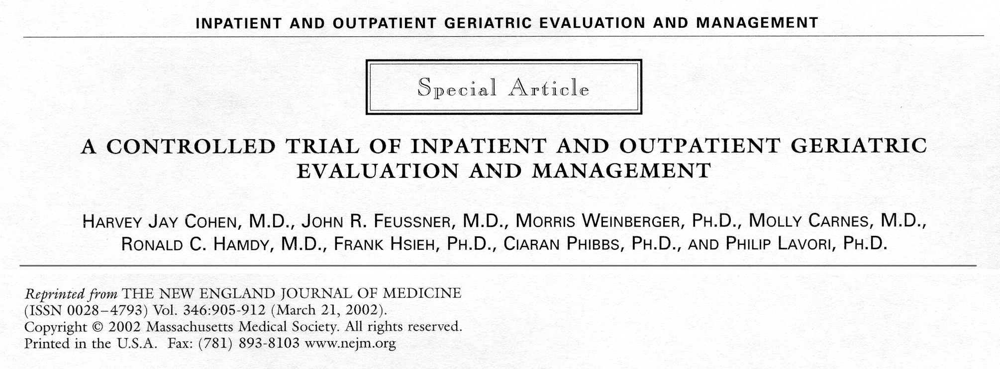 INPATIENT AND OUTPATIENT GERIATRIC EVALUATION AND MANAGEMENT
Special Article
A CONTROLLED TRIAL OF INPATIENT AND OUTPATIENT GERIATRIC
EVALUATION AND MANAGEMENT
HARVEY JAY COHEN, M.D., JOHN R. FEUSSNER, M.D., MORRIS WEINBERGER, PH.D., MOLLY CARNES, M.D.,
RONALD C. HAMDY, M.D., FRANK HSIEH, PH.D., CIARAN PHIBBS, PH.D., AND PHILIP LAVORI, PH.D.
Reprinted from THE NEW ENGLAND JOURNAL OF MEDICINE
(ISSN 0028–4793) Vol. 346:905-912 (March 21, 2002).
Copyright © 2002 Massachusetts Medical Society. All rights reserved.
Printed in the U.S.A. Fax: (781) 893-8103 www.nejm.org